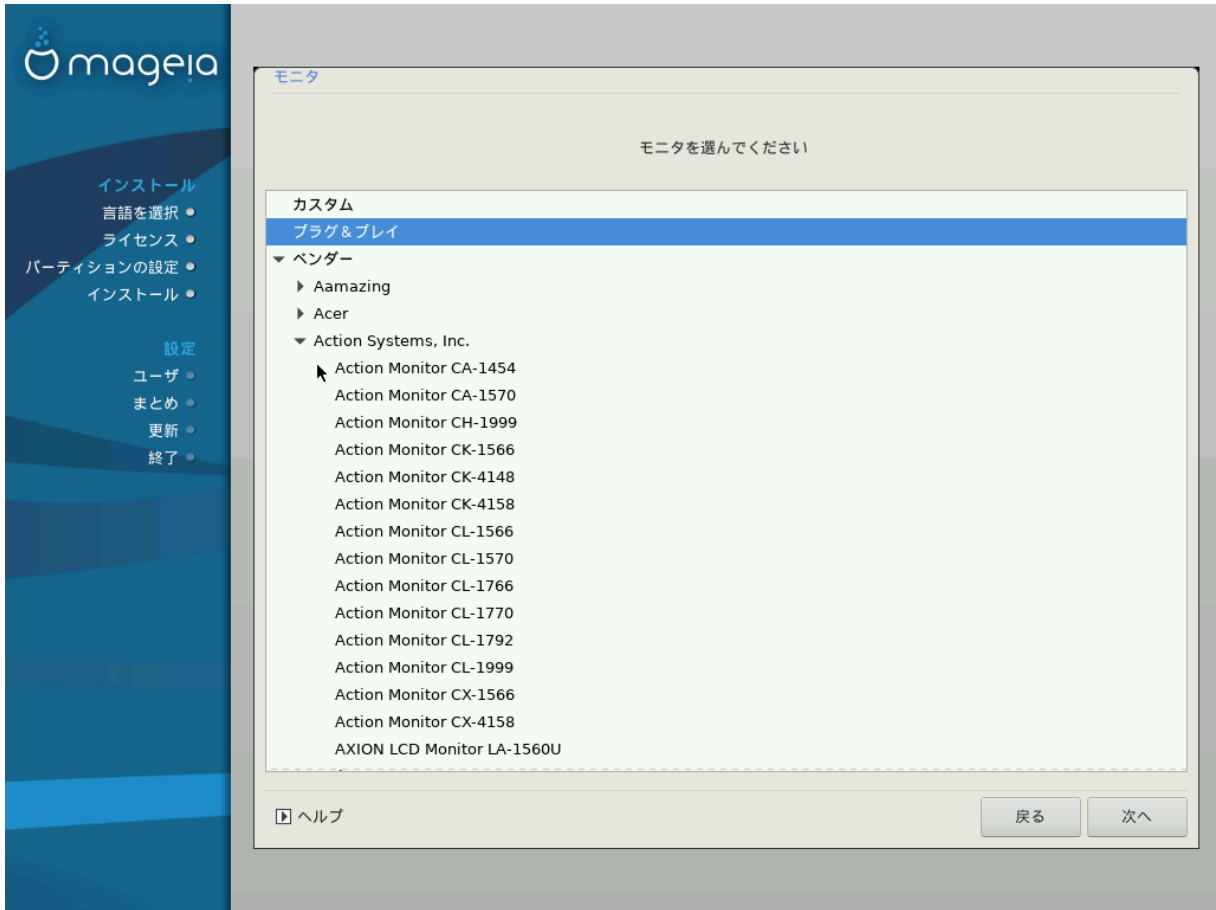 mageia
インストール
言語を選択
ライセンス
パーティションの設定
インストール
設定
ユーザ
まとめ
更新
終了
モニタ
モニタを選んでください
カスタム
プラグ＆プレイ
ベンダー
Aamazing
Acer
Action Systems, Inc.
Action Monitor CA-1454
Action Monitor CA-1570
Action Monitor CH-1999
Action Monitor CK-1566
Action Monitor CK-4148
Action Monitor CK-4158
Action Monitor CL-1566
Action Monitor CL-1570
Action Monitor CL-1766
Action Monitor CL-1770
Action Monitor CL-1792
Action Monitor CL-1999
Action Monitor CX-1566
Action Monitor CX-4158
AXION LCD Monitor LA-1560U
ヘルプ
戻る
次へ